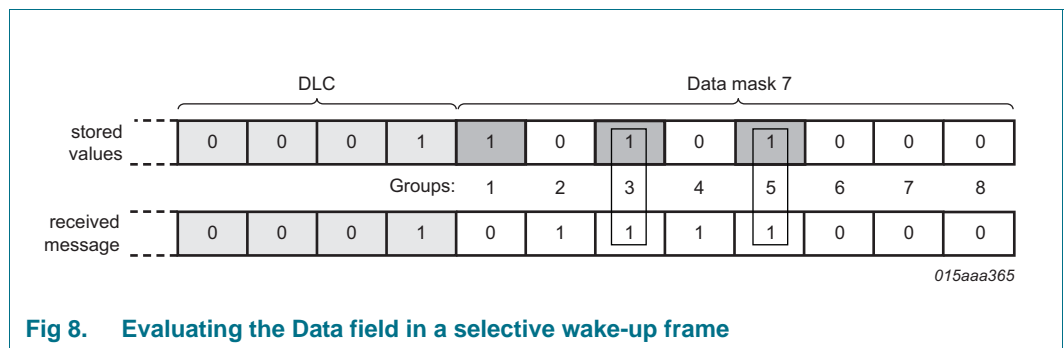 DLC Data mask 7
stored values 0 0 0 1 1 0 1 0 1 0 0 0
Groups: 1 2 3 4 5 6 7 8
received message 0 0 0 1 0 1 1 1 1 0 0 0
015aaa365
Fig 8. Evaluating the Data field in a selective wake-up frame